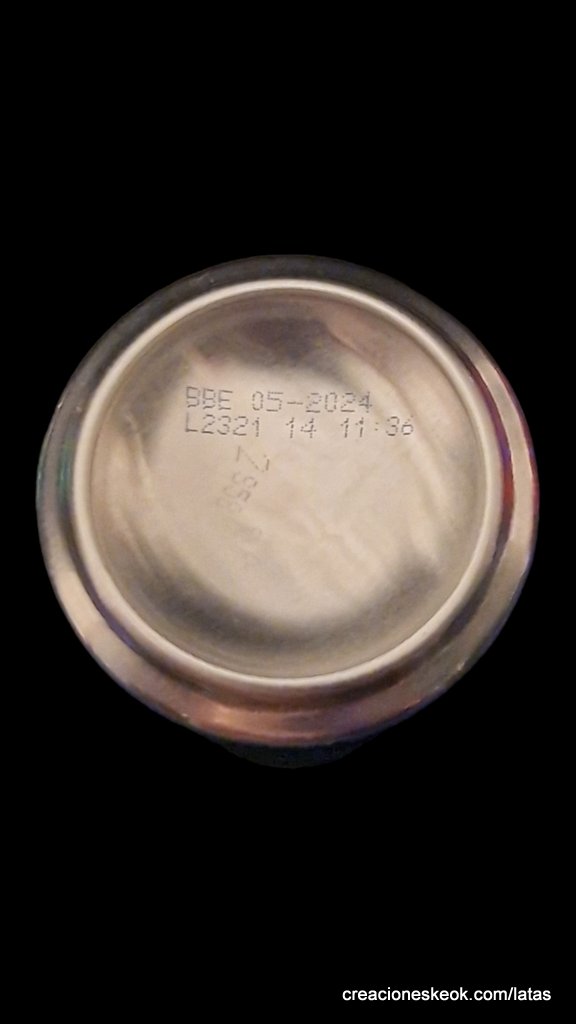 BBE 05-2024
L2321 14 11:36
creacioneskeok.com/latas